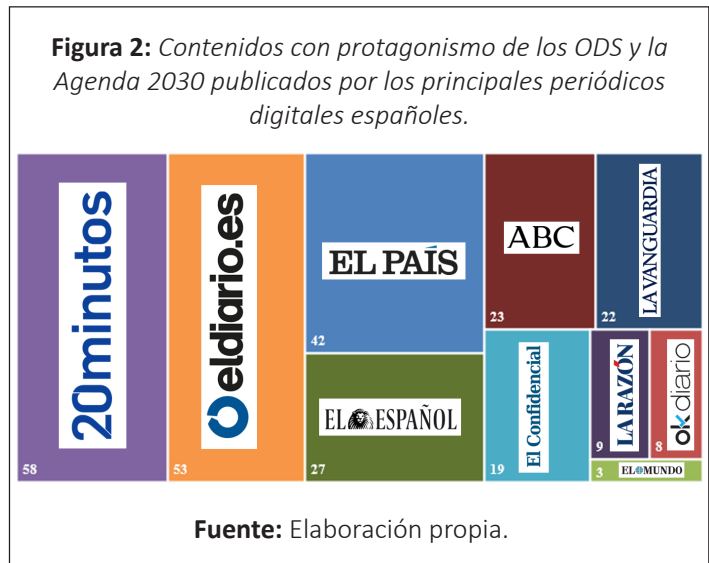 Figura 2: Contenidos con protagonismo de los ODS y la
Agenda 2030 publicados por los principales periódicos
digitales españoles.
20minutos
58
eldiario.es
53
EL PAÍS
42
EL ESPAÑOL
27
ABC
23
LA VANGUARDIA
22
El Confidencial
19
LA RAZÓN
9
okdiario
8
EL MUNDO
3
Fuente: Elaboración propia.